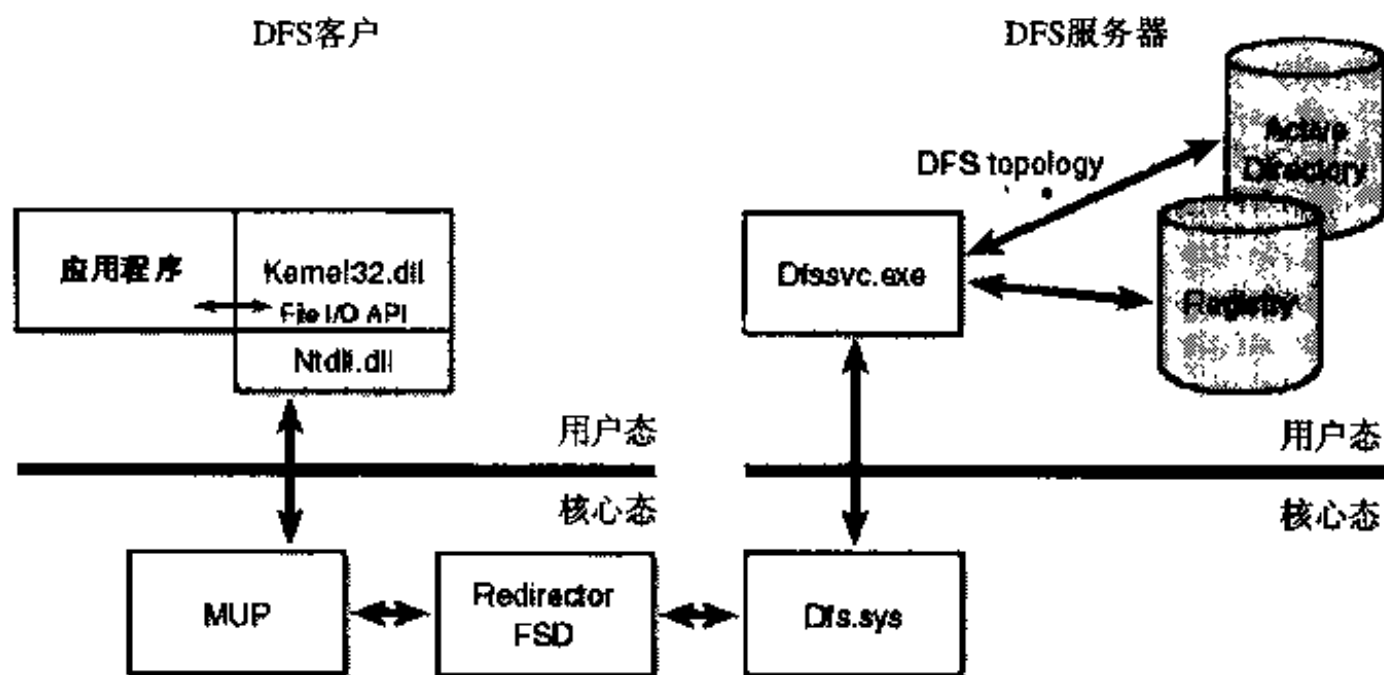 DFS客户
DFS服务器
Active
Directory
DFS topology
应用程序
Kernel32.dll
File I/O API
Ntdll.dll
Dfssvc.exe
Registry
用户态
用户态
核心态
核心态
MUP
Redirector
FSD
Dfs.sys